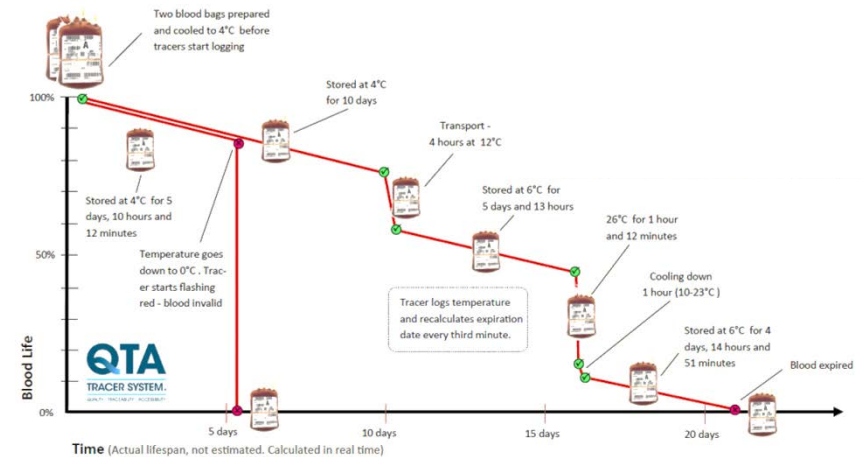 Two blood bags prepared
and cooled to 4°C before
tracers start logging
Stored at 4°C
for 10 days
100%
Transport -
4 hours at 12°C
Stored at 4°C for 5
days, 10 hours and
12 minutes
Stored at 6°C for
5 days and 13 hours
26°C for 1 hour
and 12 minutes
Temperature goes
down to 0°C. Trac-
er starts flashing
red - blood invalid
50%
Cooling down
1 hour (10-23°C)
Tracer logs temperature
and recalculates expiration
date every third minute.
Stored at 6°C for 4
days, 14 hours and
51 minutes
Blood expired
QTA
TRACER SYSTEM.
QUALITY TRACEABILITY ACCESSIBILITY
Blood Life
0%
5 days
10 days
15 days
20 days
Time (Actual lifespan, not estimated. Calculated in real time)